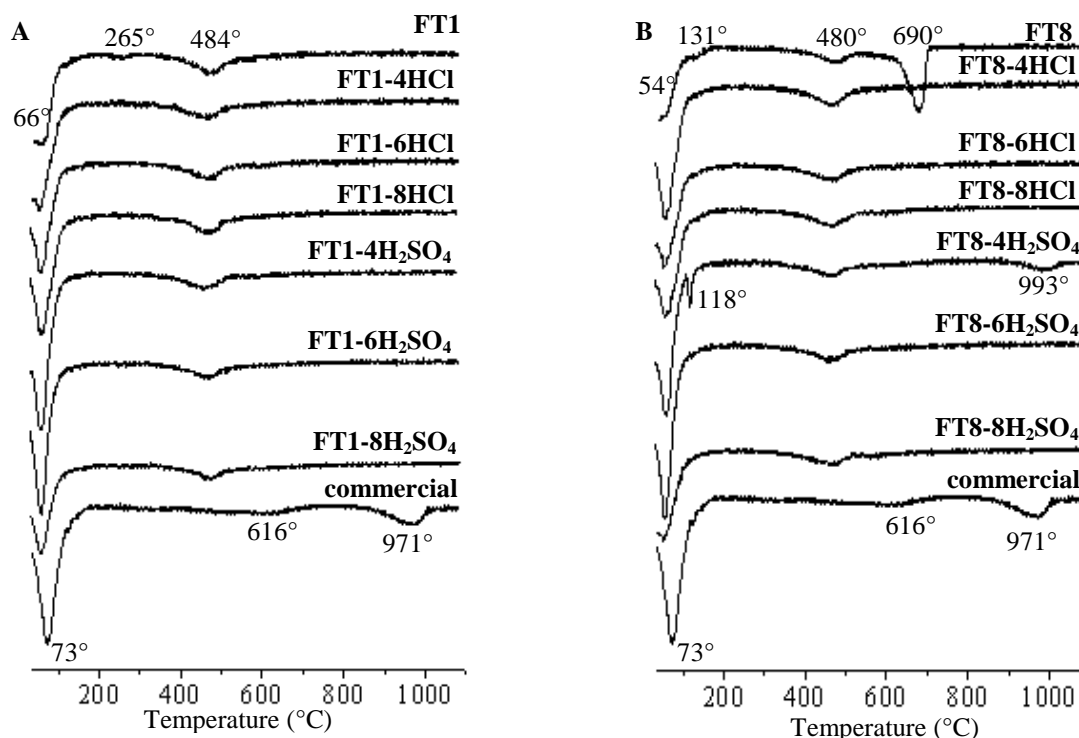 A
265°
484°
FT1
66°
FT1-4HCl
FT1-6HCl
FT1-8HCl
FT1-4H₂SO₄
FT1-6H₂SO₄
FT1-8H₂SO₄
commercial
616°
971°
73°
200 400 600 800 1000
Temperature (°C)
B
131°
480°
690°
FT8
54°
FT8-4HCl
FT8-6HCl
FT8-8HCl
FT8-4H₂SO₄
118°
993°
FT8-6H₂SO₄
FT8-8H₂SO₄
commercial
616°
971°
73°
200 400 600 800 1000
Temperature (°C)